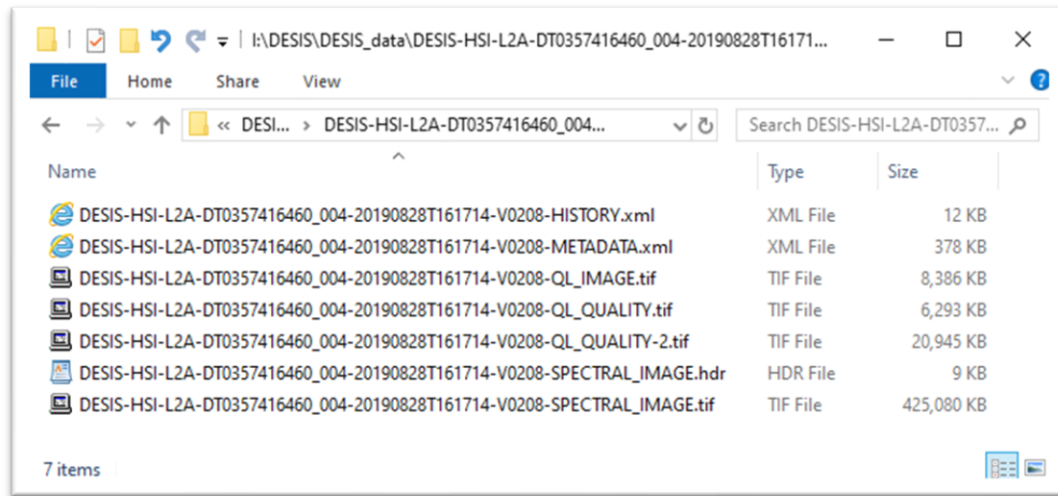 I:\DESIS\DESIS_data\DESIS-HSI-L2A-DT0357416460_004-20190828T16171...
File Home Share View ?
« DESI... > DESIS-HSI-L2A-DT0357416460_004... Search DESIS-HSI-L2A-DT0357...
Name Type Size
DESIS-HSI-L2A-DT0357416460_004-20190828T161714-V0208-HISTORY.xml XML File 12 KB
DESIS-HSI-L2A-DT0357416460_004-20190828T161714-V0208-METADATA.xml XML File 378 KB
DESIS-HSI-L2A-DT0357416460_004-20190828T161714-V0208-QL_IMAGE.tif TIF File 8,386 KB
DESIS-HSI-L2A-DT0357416460_004-20190828T161714-V0208-QL_QUALITY.tif TIF File 6,293 KB
DESIS-HSI-L2A-DT0357416460_004-20190828T161714-V0208-QL_QUALITY-2.tif TIF File 20,945 KB
DESIS-HSI-L2A-DT0357416460_004-20190828T161714-V0208-SPECTRAL_IMAGE.hdr HDR File 9 KB
DESIS-HSI-L2A-DT0357416460_004-20190828T161714-V0208-SPECTRAL_IMAGE.tif TIF File 425,080 KB
7 items